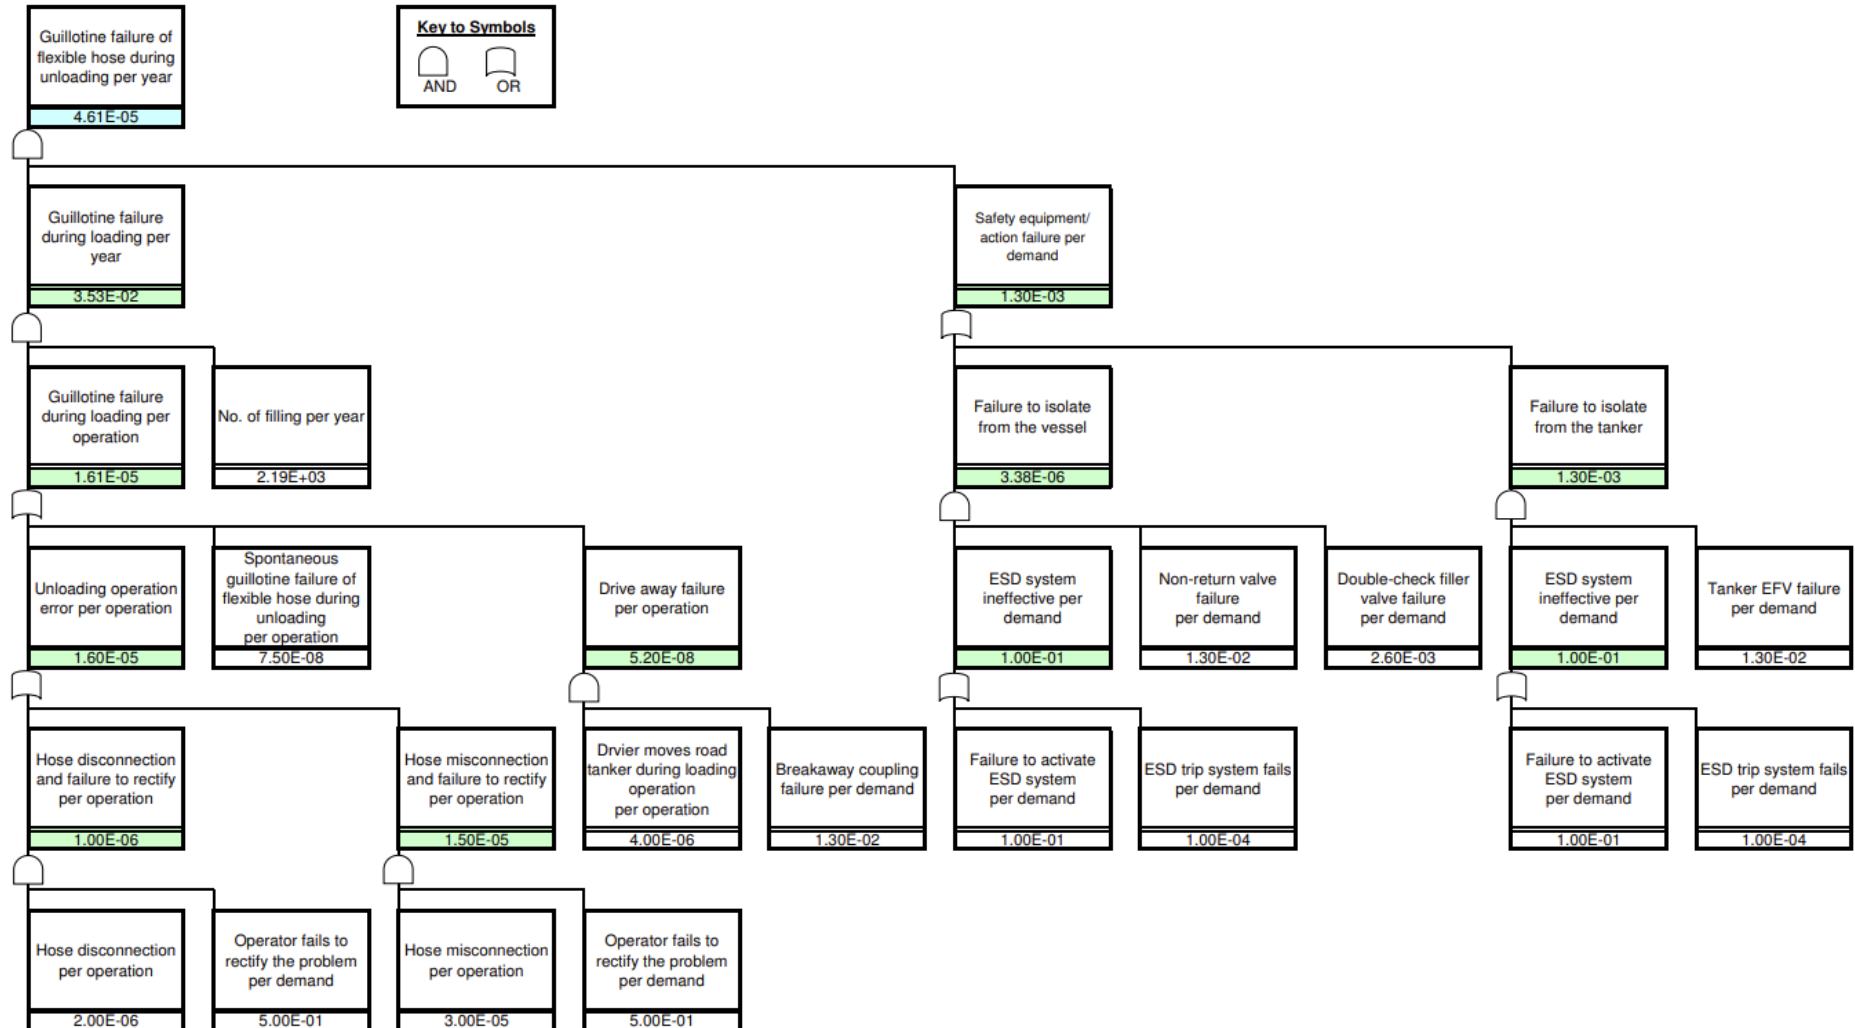 Guillotine failure of
flexible hose during
unloading per year
4.61E-05
Key to Symbols
AND OR
Guillotine failure
during loading per
year
3.53E-02
Safety equipment/
action failure per
demand
1.30E-03
Guillotine failure
during loading per
operation
1.61E-05
No. of filling per year
2.19E+03
Failure to isolate
from the vessel
3.38E-06
Failure to isolate
from the tanker
1.30E-03
Unloading operation
error per operation
1.60E-05
Spontaneous
guillotine failure of
flexible hose during
unloading
per operation
7.50E-08
Drive away failure
per operation
5.20E-08
ESD system
ineffective per
demand
1.00E-01
Non-return valve
failure
per demand
1.30E-02
Double-check filler
valve failure
per demand
2.60E-03
ESD system
ineffective per
demand
1.00E-01
Tanker EFV failure
per demand
1.30E-02
Hose disconnection
and failure to rectify
per operation
1.00E-06
Hose misconnection
and failure to rectify
per operation
1.50E-05
Drvier moves road
tanker during loading
operation
per operation
4.00E-06
Breakaway coupling
failure per demand
1.30E-02
Failure to activate
ESD system
per demand
1.00E-01
ESD trip system fails
per demand
1.00E-04
Failure to activate
ESD system
per demand
1.00E-01
ESD trip system fails
per demand
1.00E-04
Hose disconnection
per operation
2.00E-06
Operator fails to
rectify the problem
per demand
5.00E-01
Hose misconnection
per operation
3.00E-05
Operator fails to
rectify the problem
per demand
5.00E-01